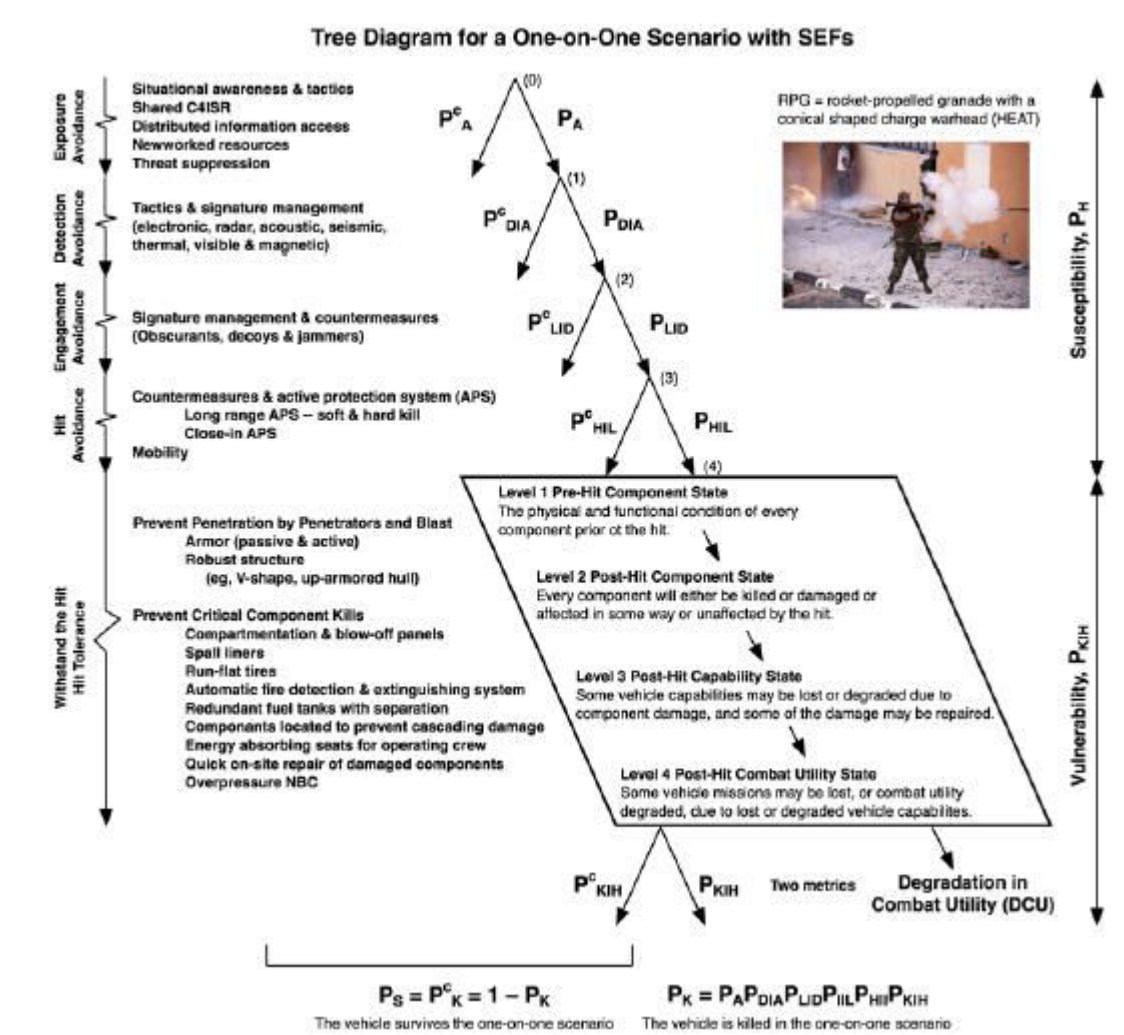 Tree Diagram for a One-on-One Scenario with SEFs
Exposure
Avoidance
Situational awareness & tactics
Shared C4ISR
Distributed information access
Newworked resources
Threat suppression
(0)
PᶜA
PA
RPG = rocket-propelled granade with a
conical shaped charge warhead (HEAT)
Detection
Avoidance
Tactics & signature management
(electronic, radar, acoustic, seismic,
thermal, visible & magnetic)
(1)
PᶜDIA
PDIA
Engagement
Avoidance
Signature management & countermeasures
(Obscurants, decoys & jammers)
(2)
PᶜLID
PLID
Hit
Avoidance
Countermeasures & active protection system (APS)
Long range APS – soft & hard kill
Close-in APS
Mobility
(3)
PᶜHIL
PHIL
(4)
Susceptibility, PH
Withstand the Hit
Hit Tolerance
Prevent Penetration by Penetrators and Blast
Armor (passive & active)
Robust structure
(eg, V-shape, up-armored hull)
Prevent Critical Component Kills
Compartmentation & blow-off panels
Spall liners
Run-flat tires
Automatic fire detection & extinguishing system
Redundant fuel tanks with separation
Componants located to prevent cascading damage
Energy absorbing seats for operating crew
Quick on-site repair of damaged components
Overpressure NBC
Level 1 Pre-Hit Component State
The physical and functional condition of every
component prior ot the hit.
Level 2 Post-Hit Component State
Every component will either be killed or damaged or
affected in some way or unaffected by the hit.
Level 3 Post-Hit Capability State
Some vehicle capabilities may be lost or degraded due to
component damage, and some of the damage may be repaired.
Level 4 Post-Hit Combat Utility State
Some vehicle missions may be lost, or combat utility
degraded, due to lost or degraded vehicle capabilites.
Vulnerability, PKIH
PᶜKIH
PKIH
Two metrics
Degradation in
Combat Utility (DCU)
PS = PᶜK = 1 – PK
The vehicle survives the one-on-one scenario
PK = PAPDIAPLIDPIILPHIIPKIH
The vehicle is killed in the one-on-one scenario